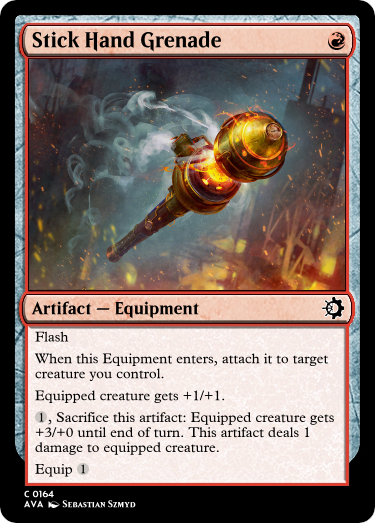 Stick Hand Grenade
Artifact — Equipment
Flash
When this Equipment enters, attach it to target
creature you control.
Equipped creature gets +1/+1.
1, Sacrifice this artifact: Equipped creature gets
+3/+0 until end of turn. This artifact deals 1
damage to equipped creature.
Equip 1
C 0164
AVA Sebastian Szmyd